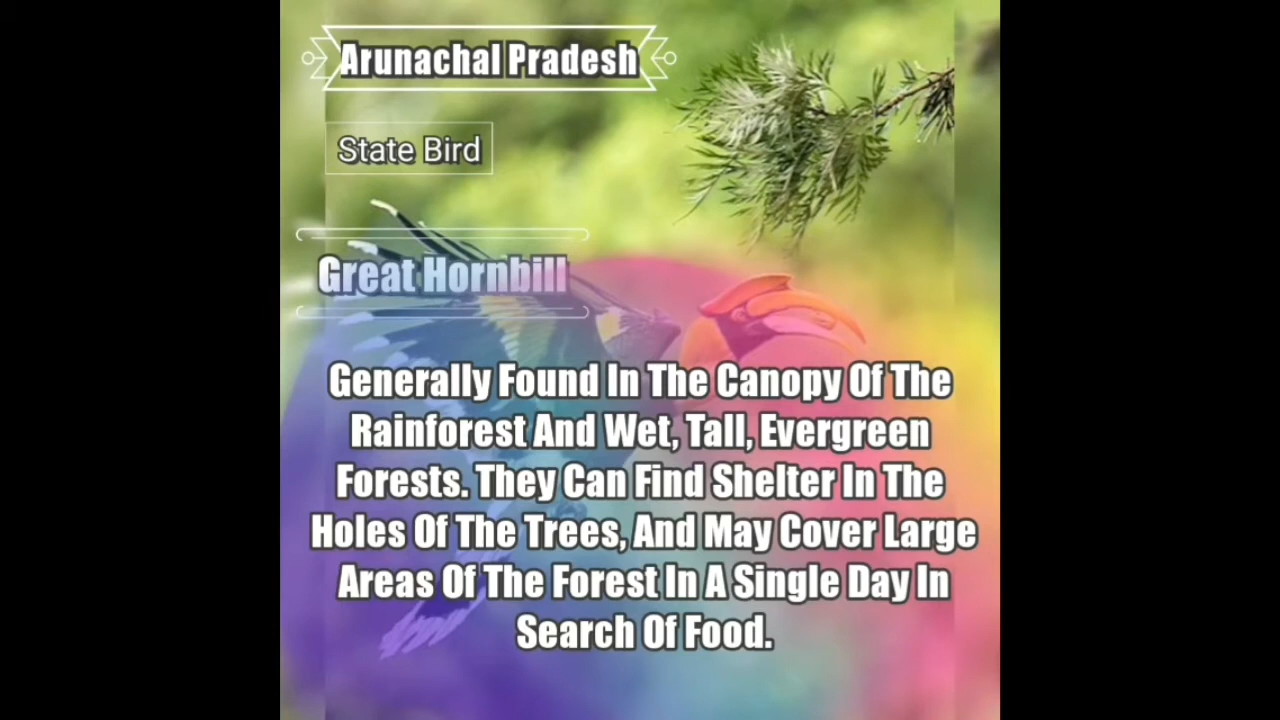 Arunachal Pradesh
State Bird
Great Hornbill
Generally Found In The Canopy Of The
Rainforest And Wet, Tall, Evergreen
Forests. They Can Find Shelter In The
Holes Of The Trees, And May Cover Large
Areas Of The Forest In A Single Day In
Search Of Food.